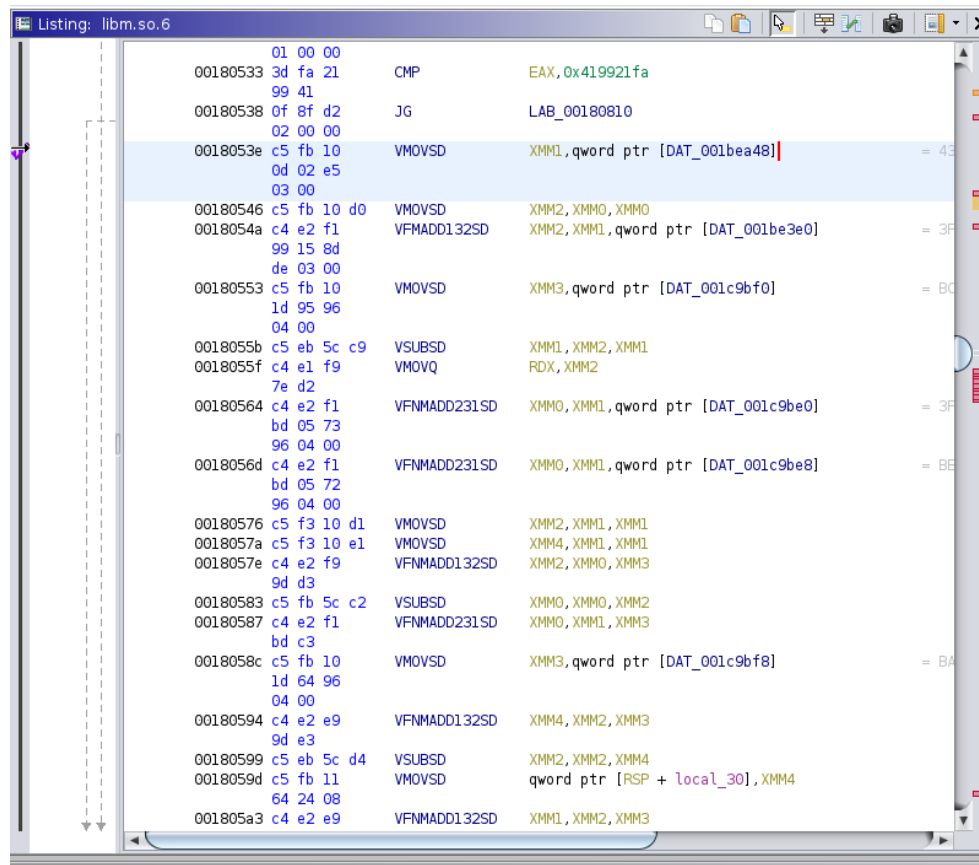 Listing: libm.so.6
01 00 00
00180533 3d fa 21 CMP EAX,0x419921fa
99 41
00180538 0f 8f d2 JG LAB_00180810
02 00 00
0018053e c5 fb 10 VMOVSD XMM1,qword ptr [DAT_001bea48] = 43
0d 02 e5
03 00
00180546 c5 fb 10 d0 VMOVSD XMM2,XMM0,XMM0
0018054a c4 e2 f1 VFMADD132SD XMM2,XMM1,qword ptr [DAT_001be3e0] = 3F
99 15 8d
de 03 00
00180553 c5 fb 10 VMOVSD XMM3,qword ptr [DAT_001c9bf0] = BC
1d 95 96
04 00
0018055b c5 eb 5c c9 VSUBSD XMM1,XMM2,XMM1
0018055f c4 e1 f9 VMOVQ RDX,XMM2
7e d2
00180564 c4 e2 f1 VFNMADD231SD XMM0,XMM1,qword ptr [DAT_001c9be0] = 3F
bd 05 73
96 04 00
0018056d c4 e2 f1 VFNMADD231SD XMM0,XMM1,qword ptr [DAT_001c9be8] = BE
bd 05 72
96 04 00
00180576 c5 f3 10 d1 VMOVSD XMM2,XMM1,XMM1
0018057a c5 f3 10 e1 VMOVSD XMM4,XMM1,XMM1
0018057e c4 e2 f9 VFNMADD132SD XMM2,XMM0,XMM3
9d d3
00180583 c5 fb 5c c2 VSUBSD XMM0,XMM0,XMM2
00180587 c4 e2 f1 VFNMADD231SD XMM0,XMM1,XMM3
bd c3
0018058c c5 fb 10 VMOVSD XMM3,qword ptr [DAT_001c9bf8] = BA
1d 64 96
04 00
00180594 c4 e2 e9 VFNMADD132SD XMM4,XMM2,XMM3
9d e3
00180599 c5 eb 5c d4 VSUBSD XMM2,XMM2,XMM4
0018059d c5 fb 11 VMOVSD qword ptr [RSP + local_30],XMM4
64 24 08
001805a3 c4 e2 e9 VFNMADD132SD XMM1,XMM2,XMM3